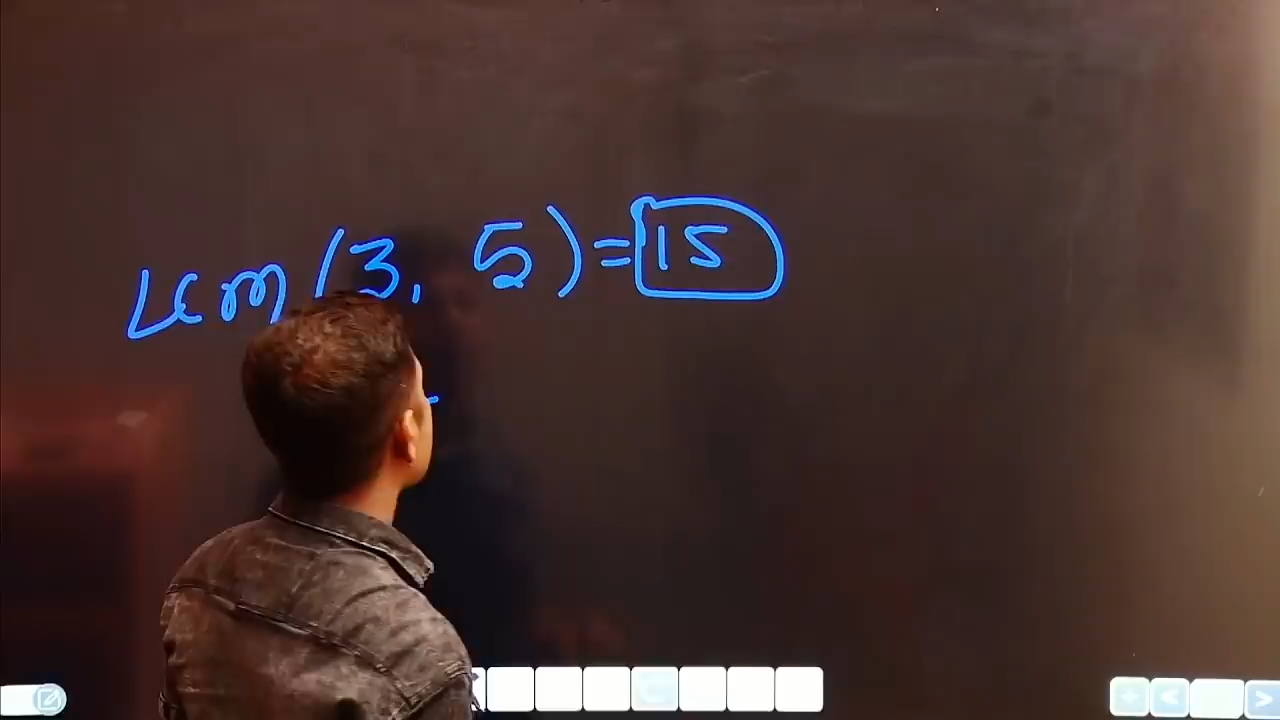 LCM (3, 5) = 15